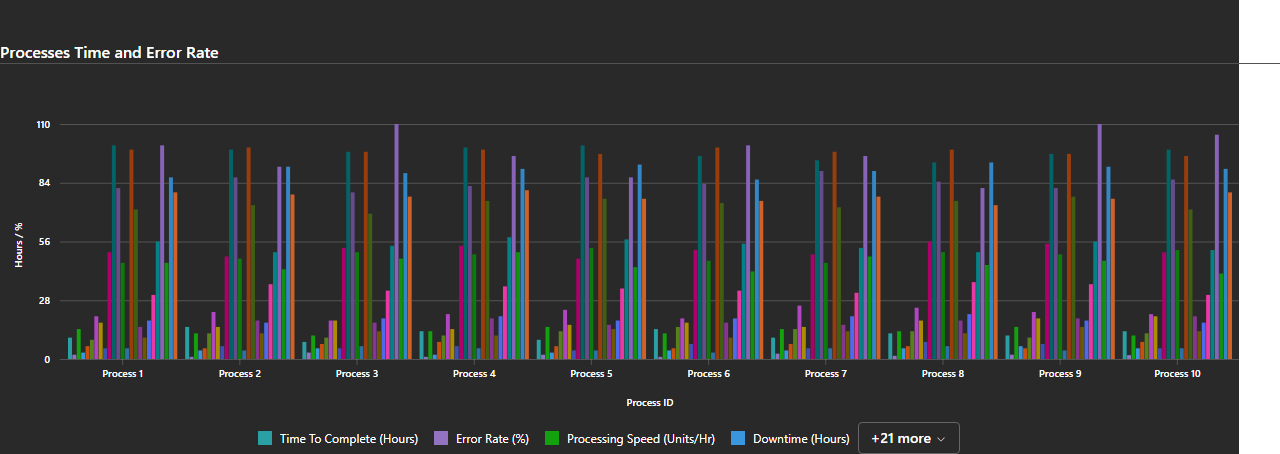 Processes Time and Error Rate
110
84
56
28
0
Hours / %
Process 1 Process 2 Process 3 Process 4 Process 5 Process 6 Process 7 Process 8 Process 9 Process 10
Process ID
Time To Complete (Hours) Error Rate (%) Processing Speed (Units/Hr) Downtime (Hours) +21 more